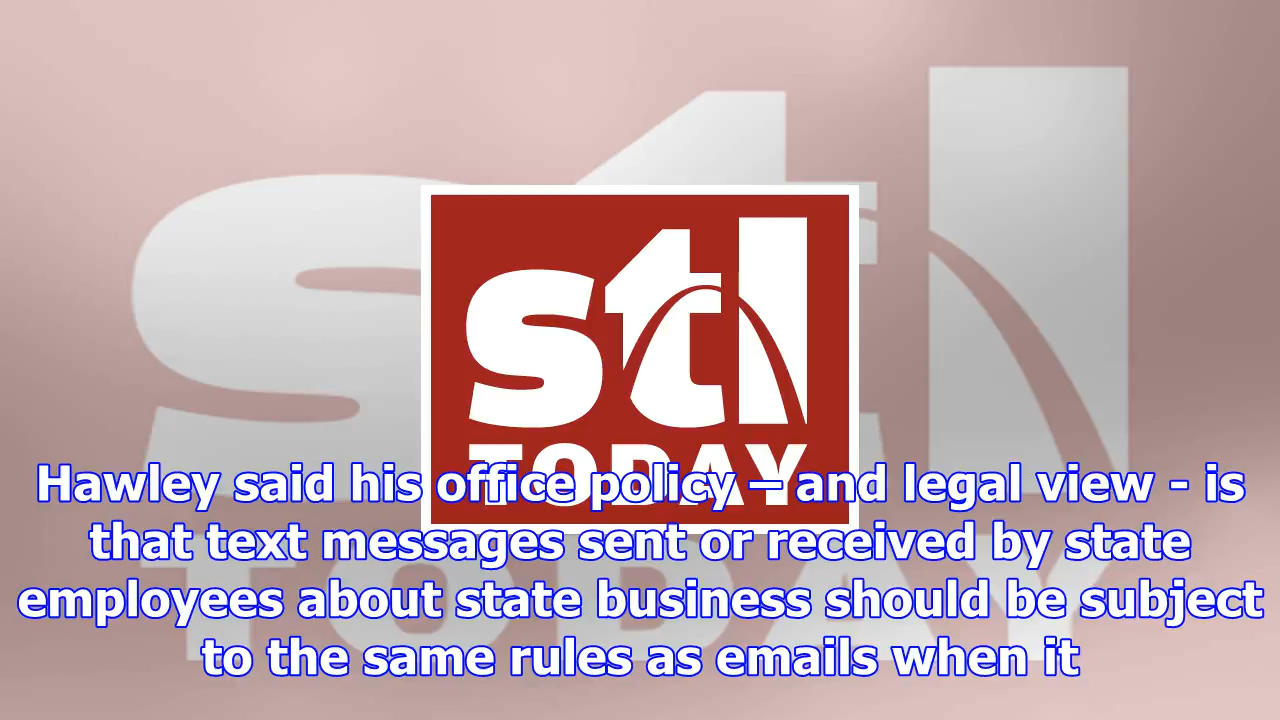 stl
TODAY
Hawley said his office policy – and legal view - is
that text messages sent or received by state
employees about state business should be subject
to the same rules as emails when it